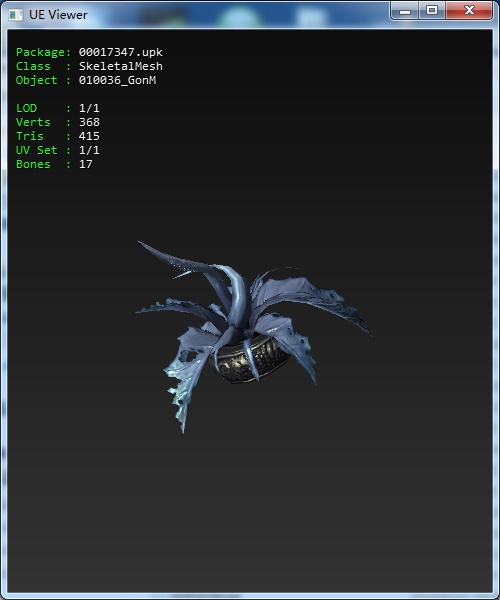 UE Viewer
Package: 00017347.upk
Class : SkeletalMesh
Object : 010036_GonM
LOD : 1/1
Verts : 368
Tris : 415
UV Set : 1/1
Bones : 17